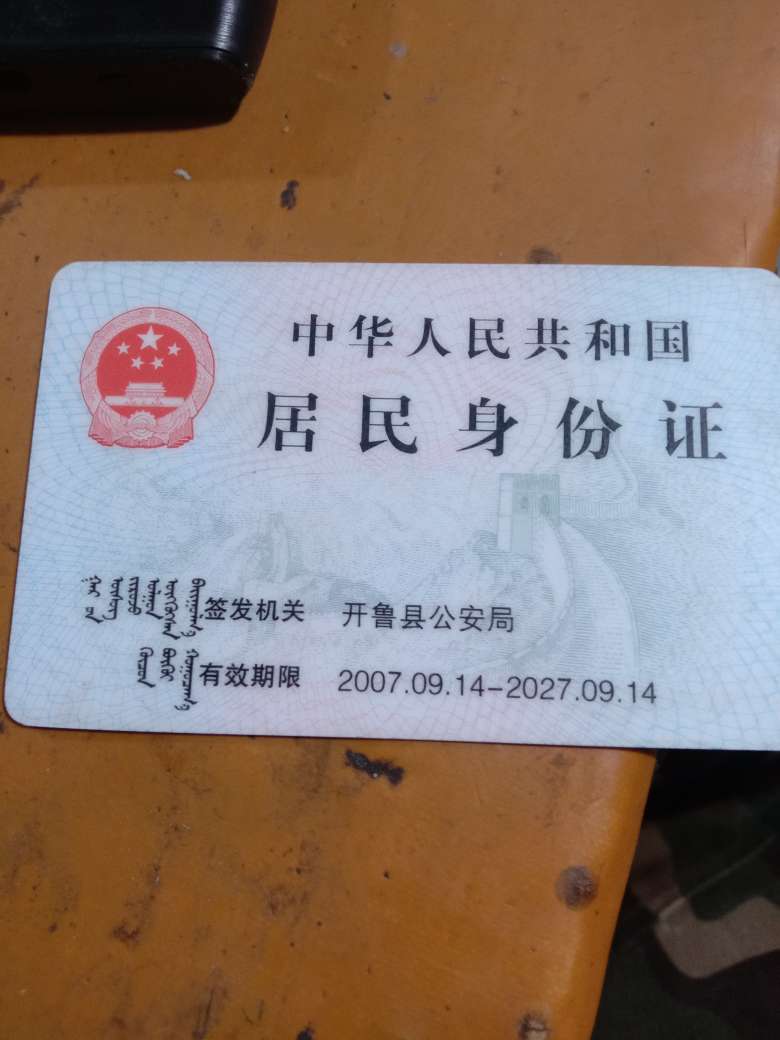 中华人民共和国
居民身份证
签发机关 开鲁县公安局
有效期限 2007.09.14-2027.09.14